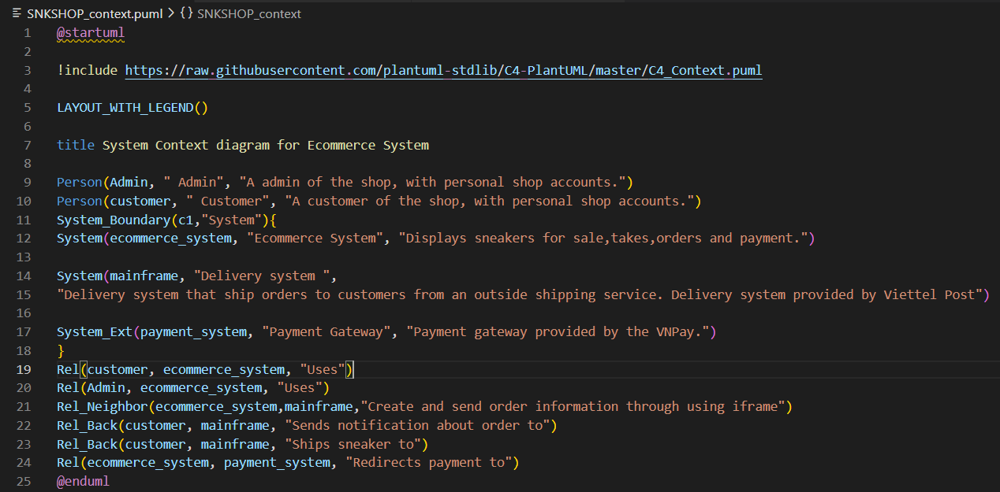 SNKSHOP_context.puml > {} SNKSHOP_context
1 @startuml
2
3 !include https://raw.githubusercontent.com/plantuml-stdlib/C4-PlantUML/master/C4_Context.puml
4
5 LAYOUT_WITH_LEGEND()
6
7 title System Context diagram for Ecommerce System
8
9 Person(Admin, " Admin", "A admin of the shop, with personal shop accounts.")
10 Person(customer, " Customer", "A customer of the shop, with personal shop accounts.")
11 System_Boundary(c1,"System"){
12 System(ecommerce_system, "Ecommerce System", "Displays sneakers for sale,takes,orders and payment.")
13
14 System(mainframe, "Delivery system ",
15 "Delivery system that ship orders to customers from an outside shipping service. Delivery system provided by Viettel Post")
16
17 System_Ext(payment_system, "Payment Gateway", "Payment gateway provided by the VNPay.")
18 }
19 Rel(customer, ecommerce_system, "Uses")
20 Rel(Admin, ecommerce_system, "Uses")
21 Rel_Neighbor(ecommerce_system,mainframe,"Create and send order information through using iframe")
22 Rel_Back(customer, mainframe, "Sends notification about order to")
23 Rel_Back(customer, mainframe, "Ships sneaker to")
24 Rel(ecommerce_system, payment_system, "Redirects payment to")
25 @enduml